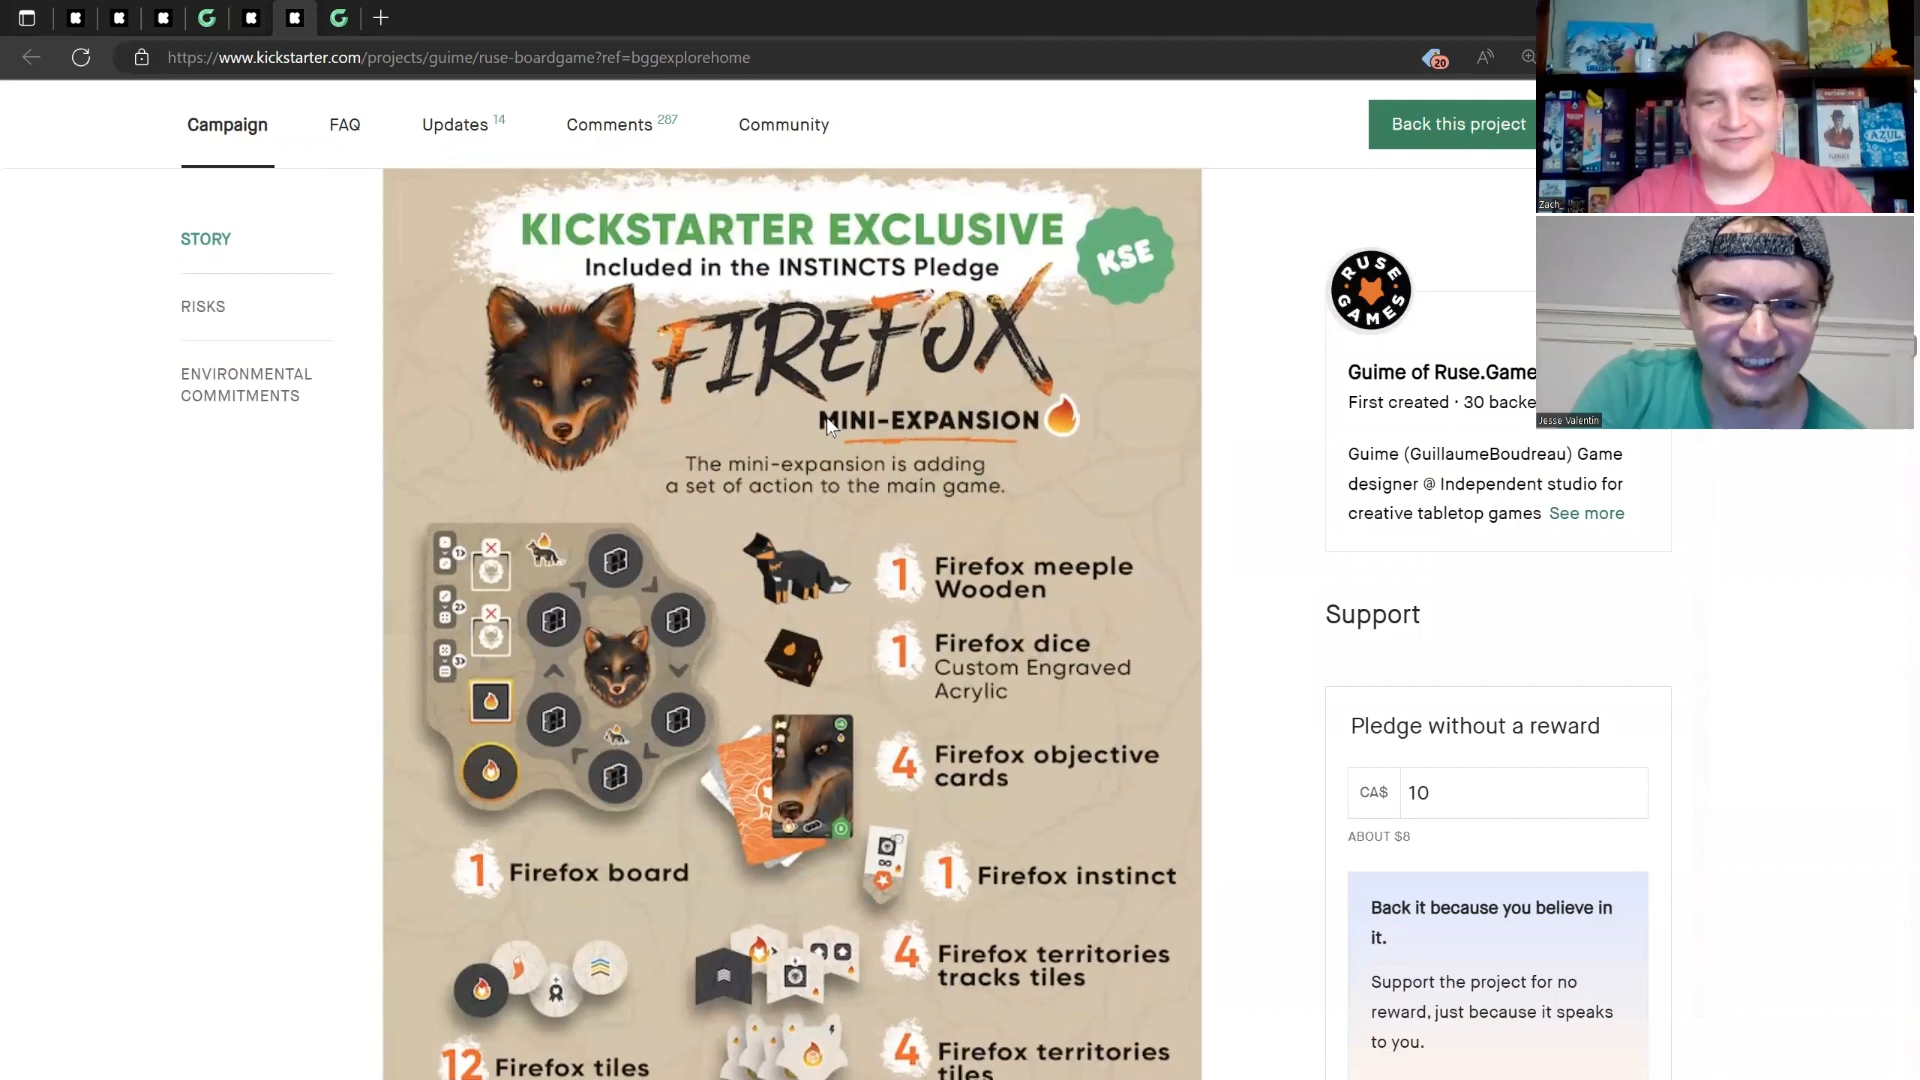 https://www.kickstarter.com/projects/guime/ruse-boardgame?ref=bggexplorehome
20
Campaign
FAQ
Updates 14
Comments 287
Community
Back this project
STORY
RISKS
ENVIRONMENTAL
COMMITMENTS
KICKSTARTER EXCLUSIVE
Included in the INSTINCTS Pledge
KSE
FIREFOX
MINI-EXPANSION
The mini-expansion is adding
a set of action to the main game.
1 Firefox meeple
Wooden
1 Firefox dice
Custom Engraved
Acrylic
4 Firefox objective
cards
1 Firefox board
1 Firefox instinct
4 Firefox territories
tracks tiles
12 Firefox tiles
4 Firefox territories
tiles
RUSE
GAMES
Guime of Ruse.Game
First created · 30 backe
Guime (GuillaumeBoudreau) Game
designer @ Independent studio for
creative tabletop games See more
Support
Pledge without a reward
CA$ 10
ABOUT $8
Back it because you believe in
it.
Support the project for no
reward, just because it speaks
to you.
Zach_
AZUL
Jesse Valentin